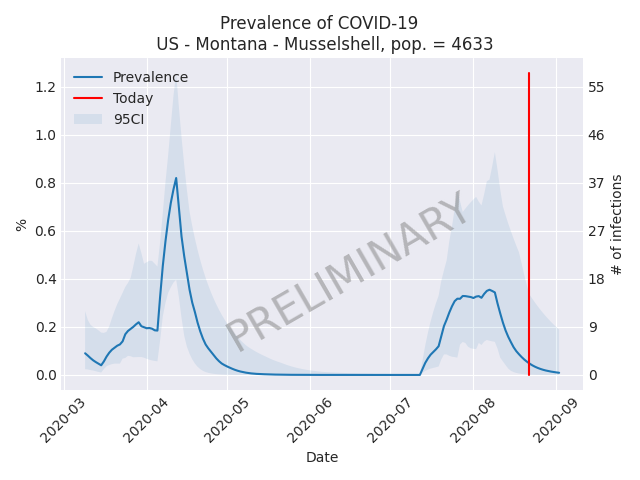 Prevalence of COVID-19
US - Montana - Musselshell, pop. = 4633
Prevalence
Today
95CI
1.2
1.0
0.8
0.6
0.4
0.2
0.0
%
55
46
37
27
18
9
0
# of infections
PRELIMINARY
2020-03
2020-04
2020-05
2020-06
2020-07
2020-08
2020-09
Date